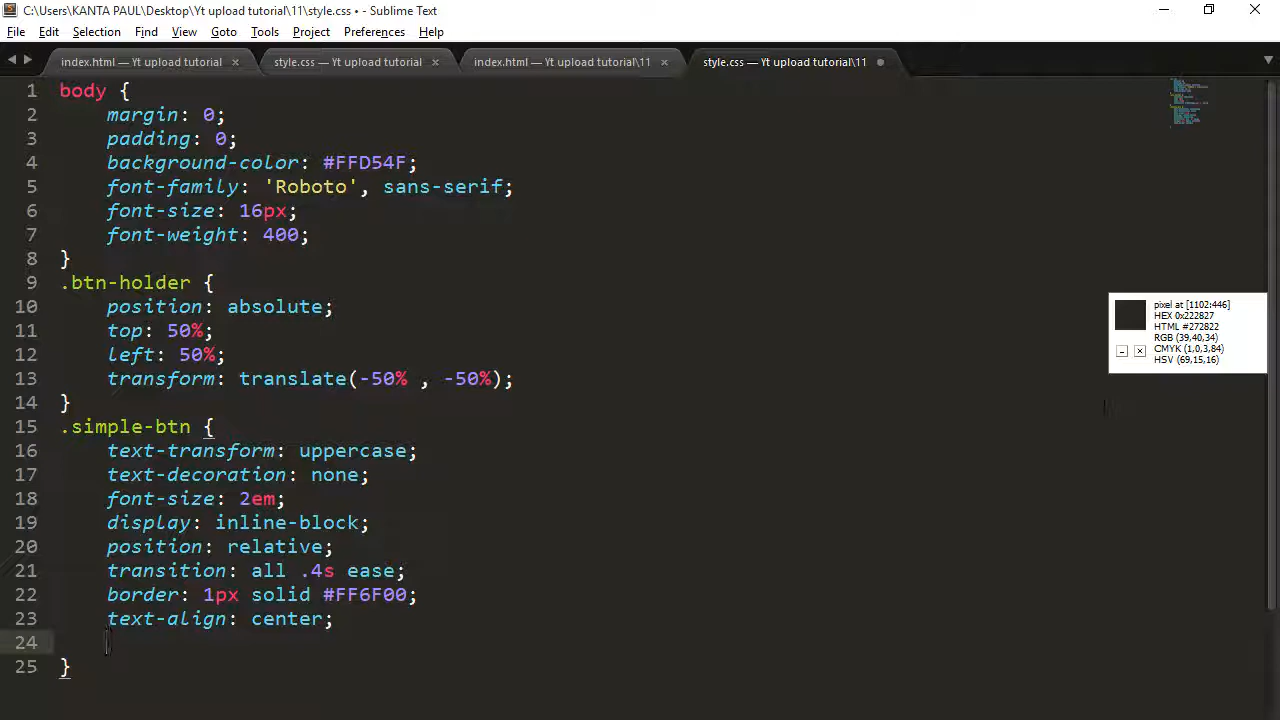 C:\Users\KANTA PAUL\Desktop\Yt upload tutorial\11\style.css • - Sublime Text
File Edit Selection Find View Goto Tools Project Preferences Help
index.html — Yt upload tutorial × style.css — Yt upload tutorial × index.html — Yt upload tutorial\11 × style.css — Yt upload tutorial\11
1 body {
2 margin: 0;
3 padding: 0;
4 background-color: #FFD54F;
5 font-family: 'Roboto', sans-serif;
6 font-size: 16px;
7 font-weight: 400;
8 }
9 .btn-holder {
10 position: absolute;
11 top: 50%;
12 left: 50%;
13 transform: translate(-50% , -50%);
14 }
15 .simple-btn {
16 text-transform: uppercase;
17 text-decoration: none;
18 font-size: 2em;
19 display: inline-block;
20 position: relative;
21 transition: all .4s ease;
22 border: 1px solid #FF6F00;
23 text-align: center;
24
25 }
pixel at [1102:446]
HEX 0x222827
HTML #272822
RGB (39,40,34)
CMYK (1,0,3,84)
HSV (69,15,16)